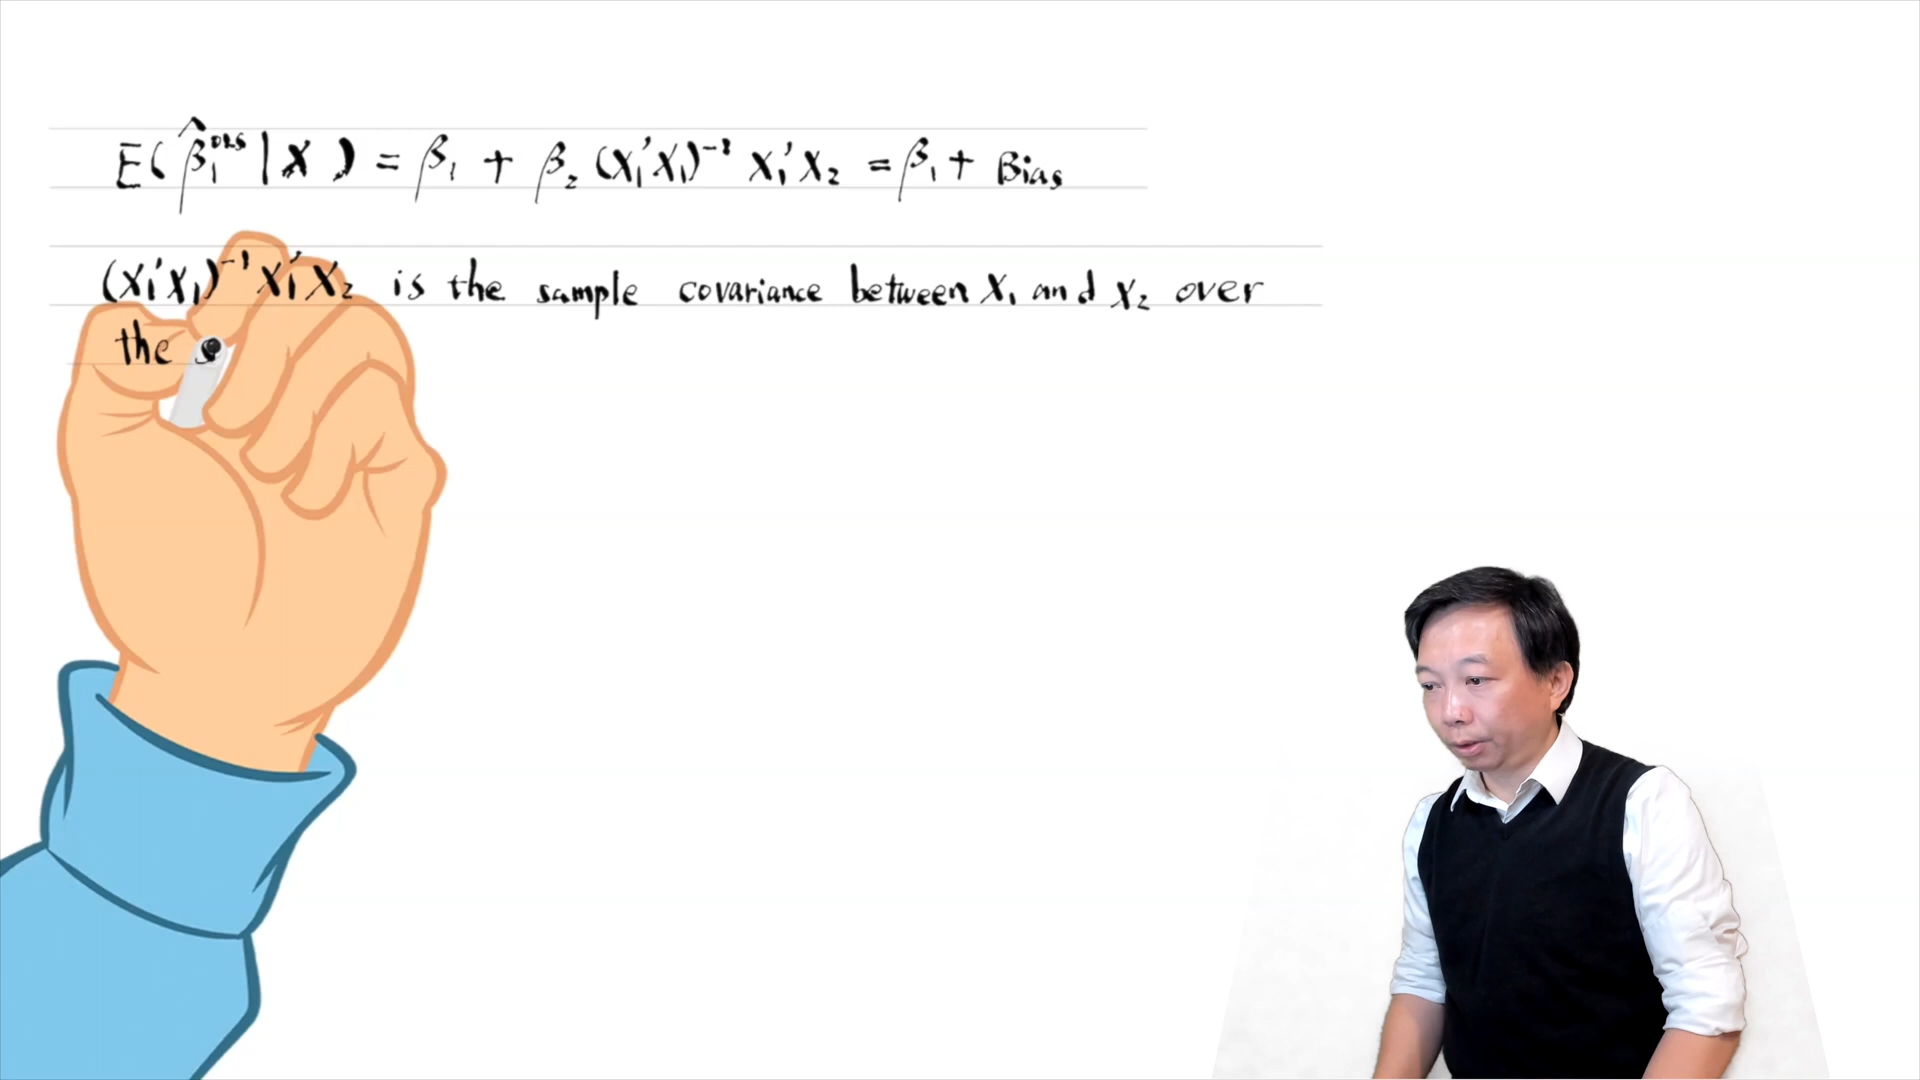 E(β̂₁ᴼᴸˢ | X) = β₁ + β₂ (X₁'X₁)⁻¹ X₁'X₂ = β₁ + Bias
(X₁'X₁)⁻¹ X₁'X₂ is the sample covariance between X₁ and X₂ over
the